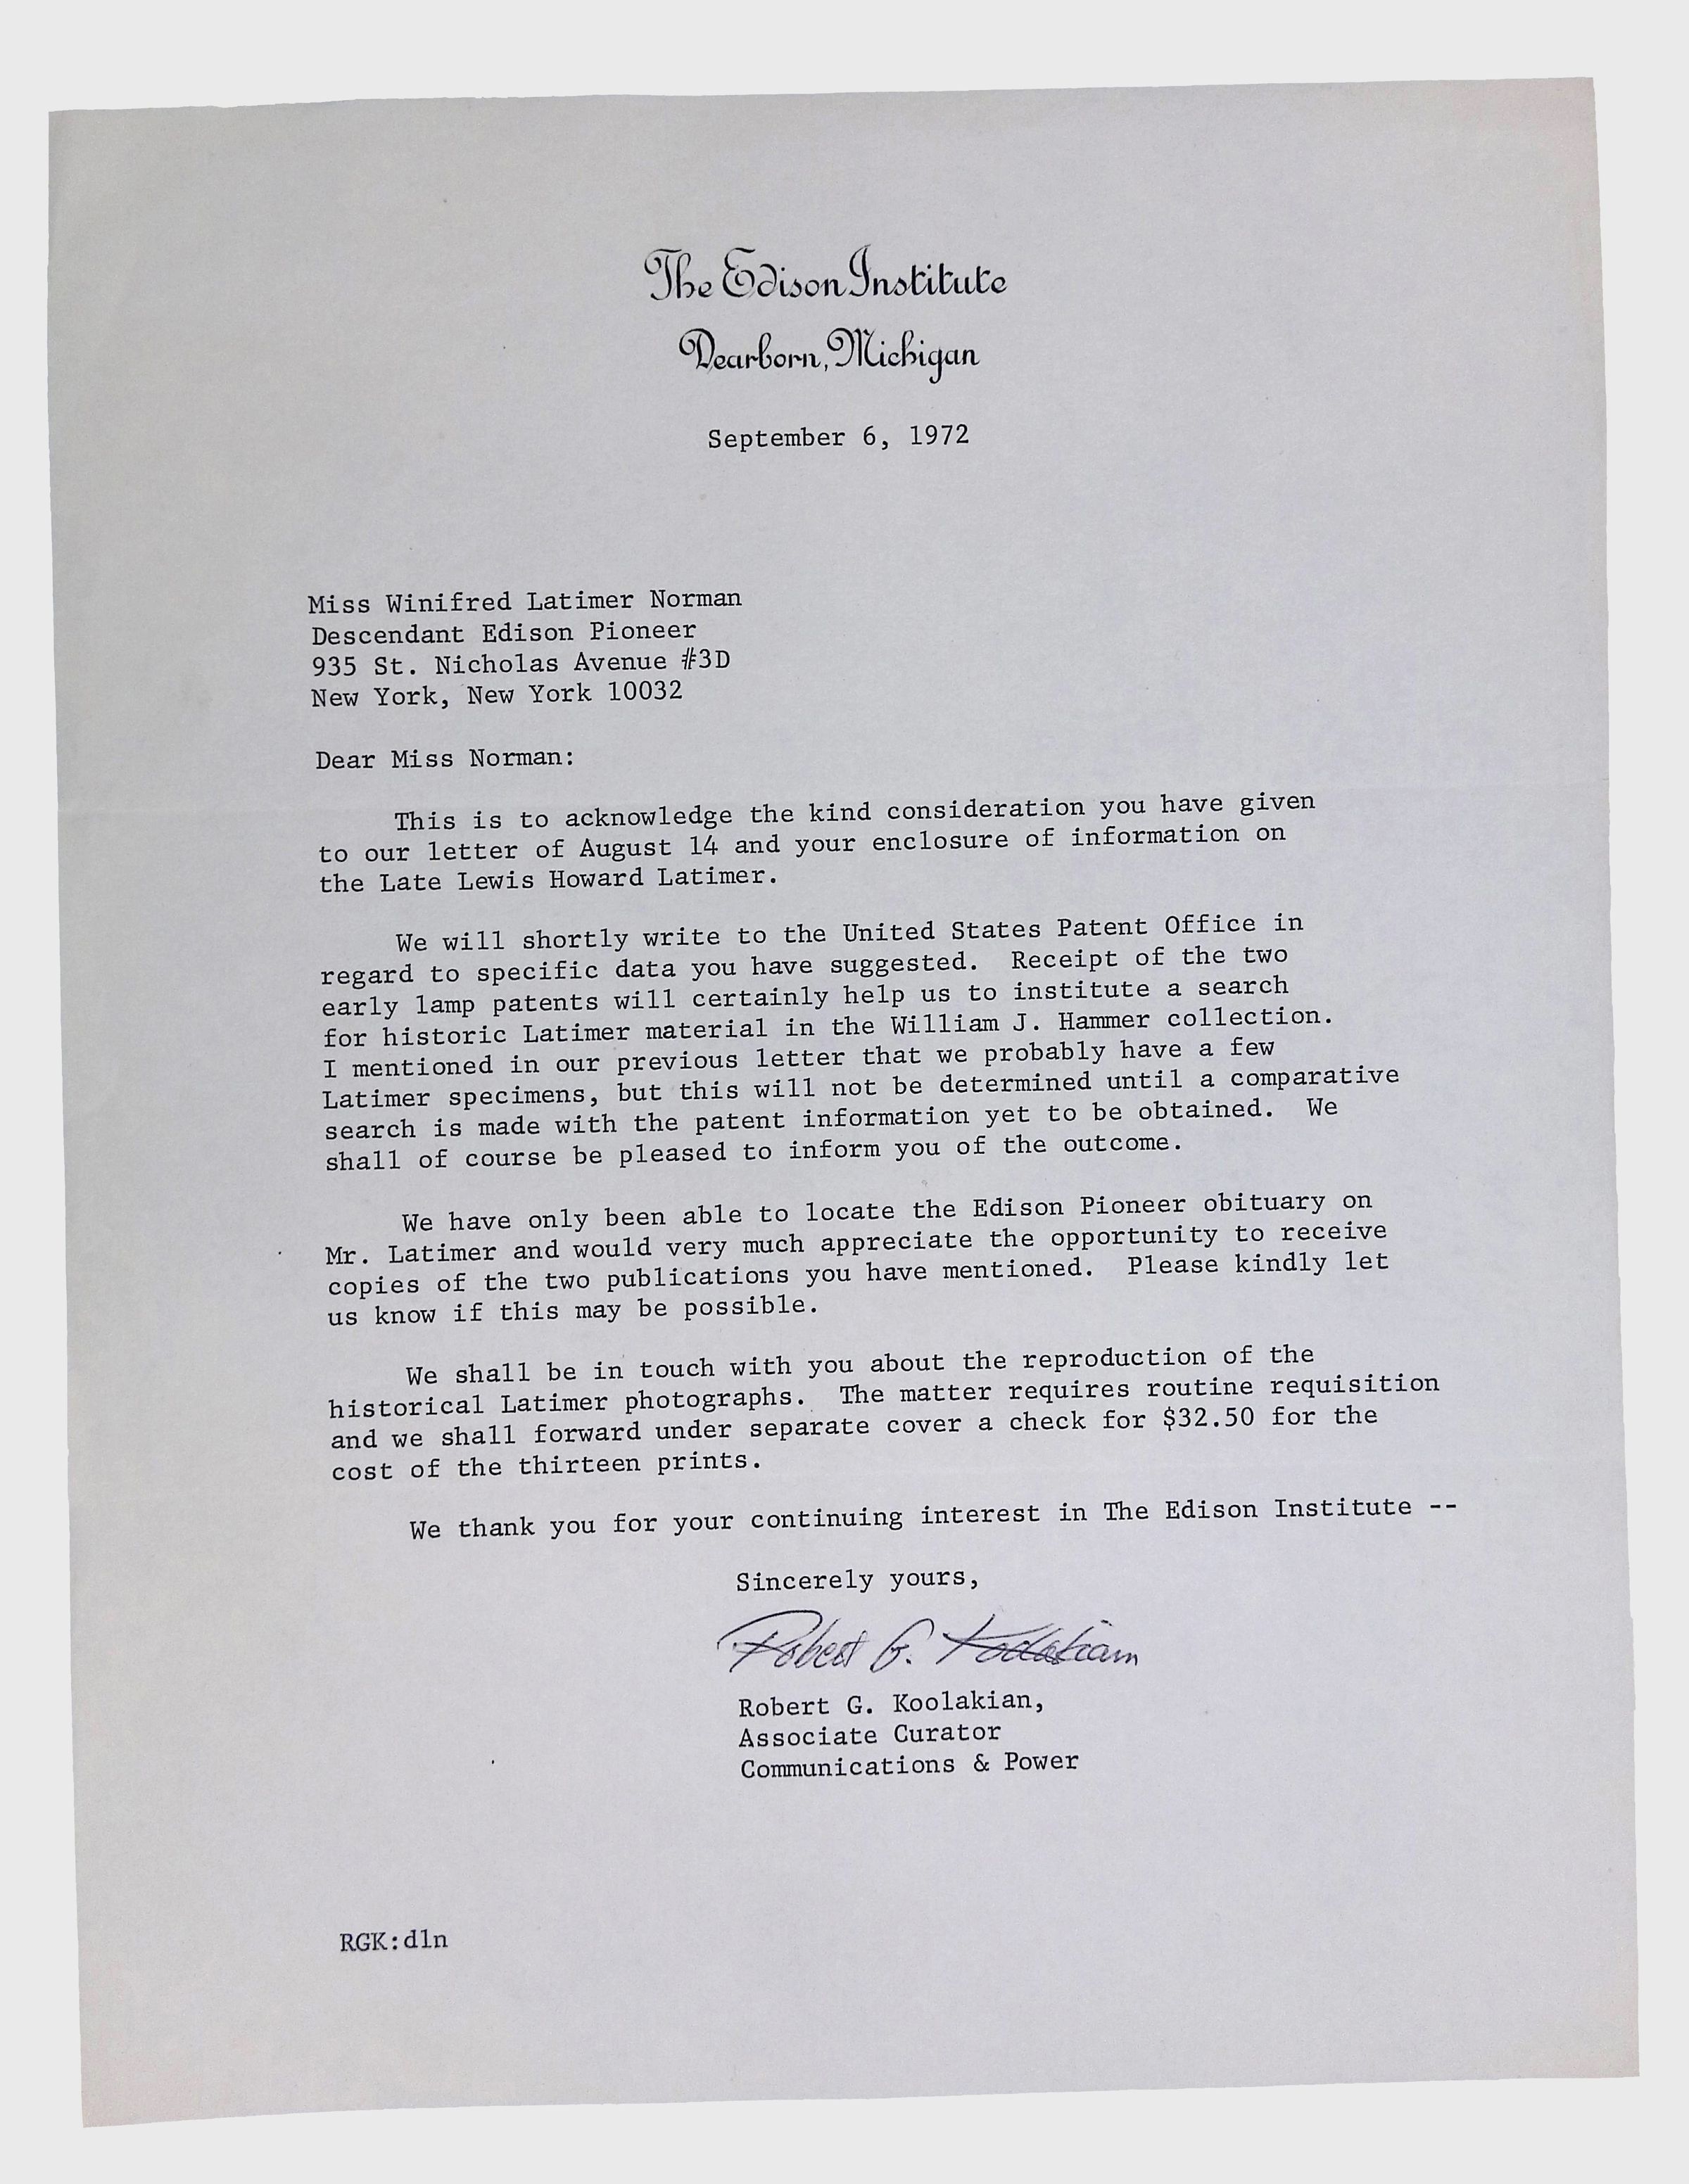 The Edison Institute
Dearborn, Michigan
September 6, 1972
Miss Winifred Latimer Norman
Descendant Edison Pioneer
935 St. Nicholas Avenue #3D
New York, New York 10032
Dear Miss Norman:
This is to acknowledge the kind consideration you have given
to our letter of August 14 and your enclosure of information on
the Late Lewis Howard Latimer.
We will shortly write to the United States Patent Office in
regard to specific data you have suggested. Receipt of the two
early lamp patents will certainly help us to institute a search
for historic Latimer material in the William J. Hammer collection.
I mentioned in our previous letter that we probably have a few
Latimer specimens, but this will not be determined until a comparative
search is made with the patent information yet to be obtained. We
shall of course be pleased to inform you of the outcome.
We have only been able to locate the Edison Pioneer obituary on
Mr. Latimer and would very much appreciate the opportunity to receive
copies of the two publications you have mentioned. Please kindly let
us know if this may be possible.
We shall be in touch with you about the reproduction of the
historical Latimer photographs. The matter requires routine requisition
and we shall forward under separate cover a check for $32.50 for the
cost of the thirteen prints.
We thank you for your continuing interest in The Edison Institute --
Sincerely yours,
Robert G. Koolakian
Robert G. Koolakian,
Associate Curator
Communications & Power
RGK:dln